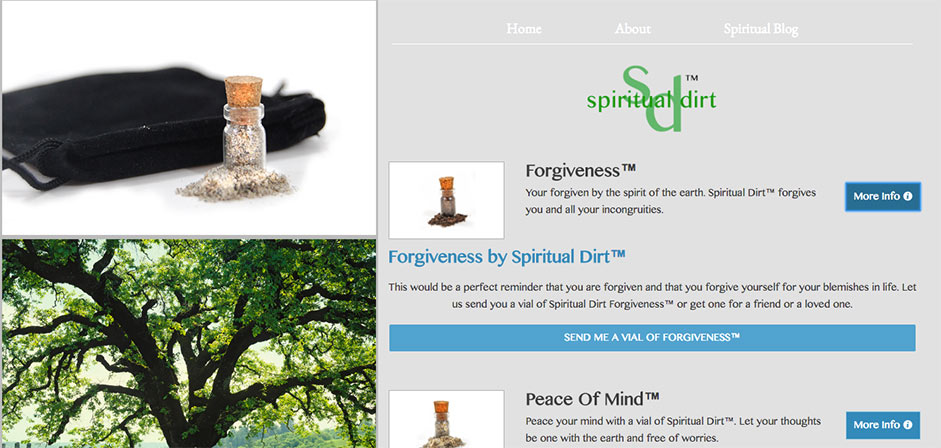 Home About Spiritual Blog
sd™
spiritual dirt
Forgiveness™
Your forgiven by the spirit of the earth. Spiritual Dirt™ forgives
you and all your incongruities.
More Info
Forgiveness by Spiritual Dirt™
This would be a perfect reminder that you are forgiven and that you forgive yourself for your blemishes in life. Let
us send you a vial of Spiritual Dirt Forgiveness™ or get one for a friend or a loved one.
SEND ME A VIAL OF FORGIVENESS™
Peace Of Mind™
Peace your mind with a vial of Spiritual Dirt™. Let your thoughts
be one with the earth and free of worries.
More Info